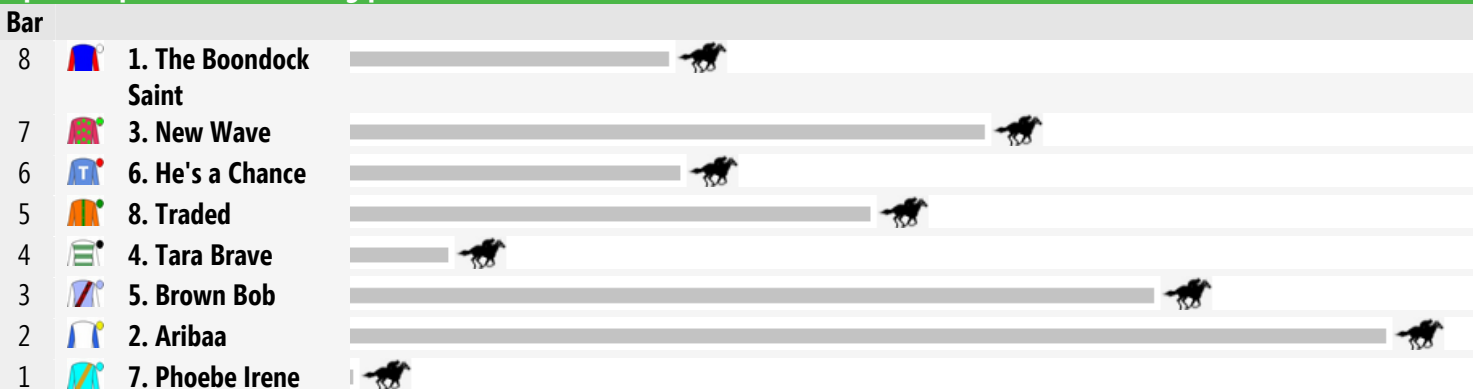 Bar
8 1. The Boondock
Saint
7 3. New Wave
6 T 6. He's a Chance
5 8. Traded
4 4. Tara Brave
3 5. Brown Bob
2 2. Aribaa
1 7. Phoebe Irene